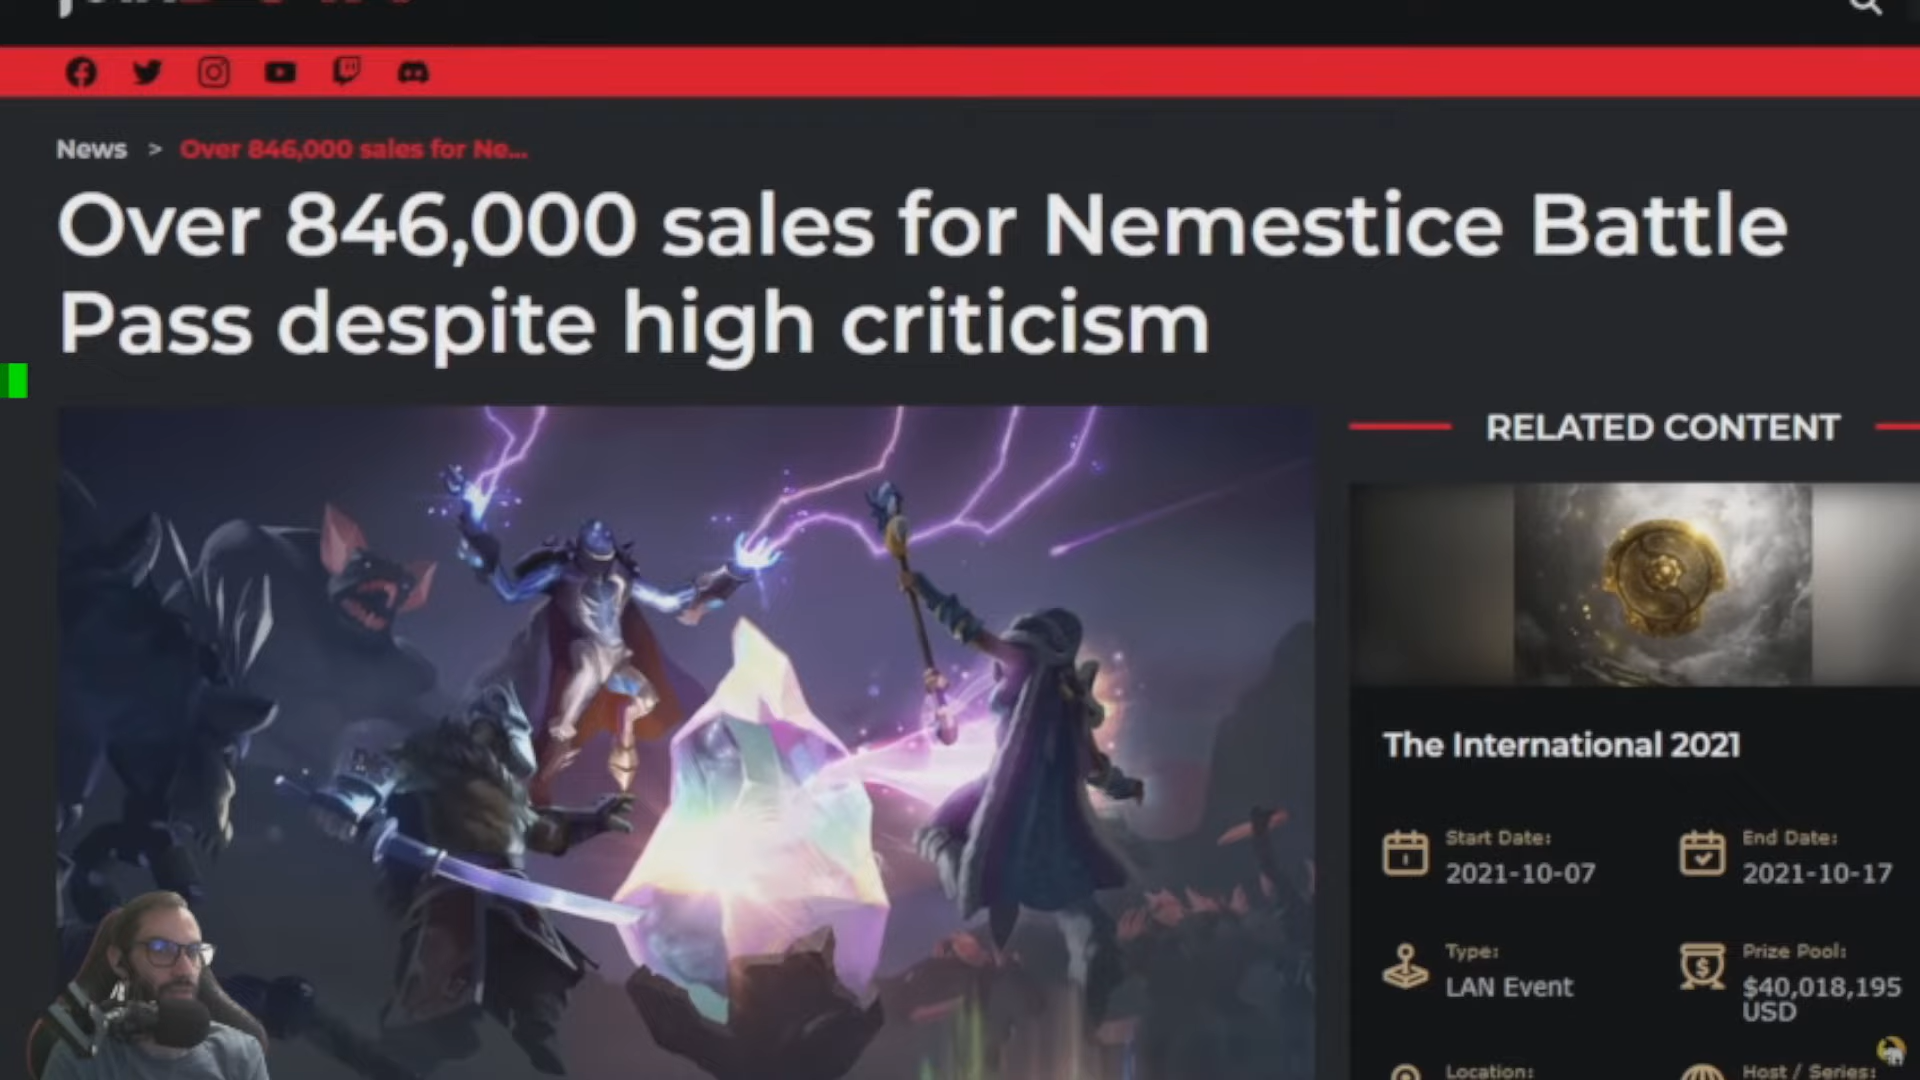 News > Over 846,000 sales for Ne...
Over 846,000 sales for Nemestice Battle
Pass despite high criticism
RELATED CONTENT
The International 2021
Start Date:
2021-10-07
End Date:
2021-10-17
Type:
LAN Event
Prize Pool:
$40,018,195
USD
Location:
Host / Series: